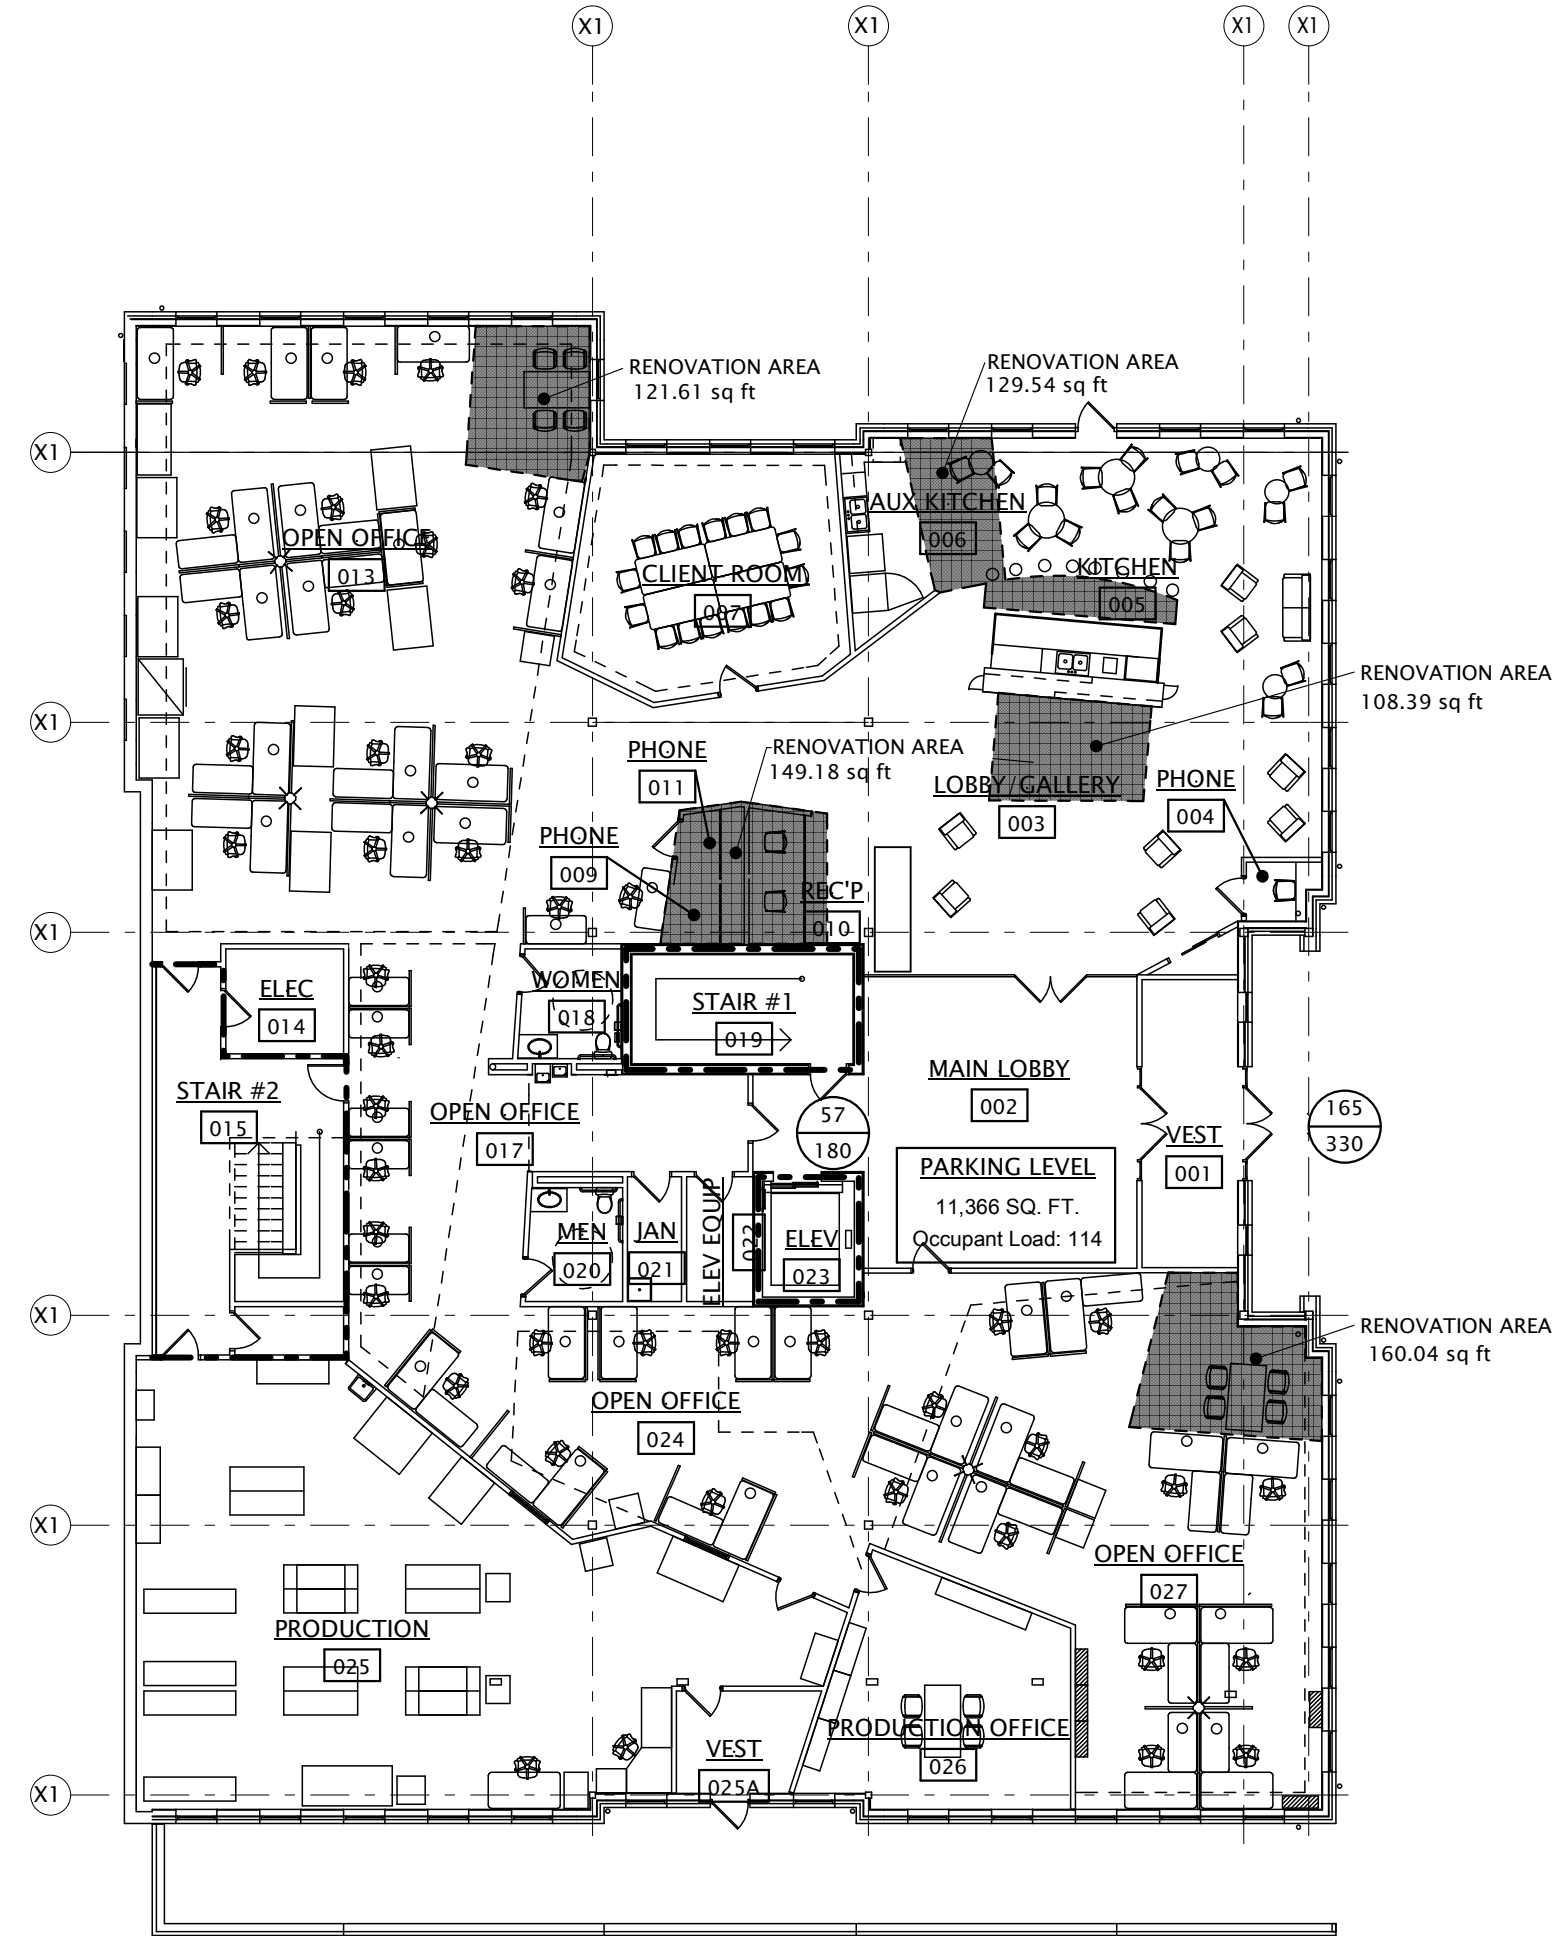 X1
X1
X1
X1
RENOVATION AREA
121.61 sq ft
RENOVATION AREA
129.54 sq ft
X1
AUX KITCHEN
006
OPEN OFFICE
013
CLIENT ROOM
007
KITCHEN
005
RENOVATION AREA
108.39 sq ft
X1
PHONE
011
RENOVATION AREA
149.18 sq ft
LOBBY/GALLERY
003
PHONE
004
PHONE
009
REC'P
010
X1
WOMEN
018
ELEC
014
STAIR #1
019
MAIN LOBBY
002
STAIR #2
015
OPEN OFFICE
017
57
180
165
330
VEST
001
PARKING LEVEL
11,366 SQ. FT.
Occupant Load: 114
MEN
020
JAN
021
ELEV EQUIP
022
ELEV
023
X1
RENOVATION AREA
160.04 sq ft
OPEN OFFICE
024
X1
OPEN OFFICE
027
PRODUCTION
025
PRODUCTION OFFICE
026
VEST
025A
X1